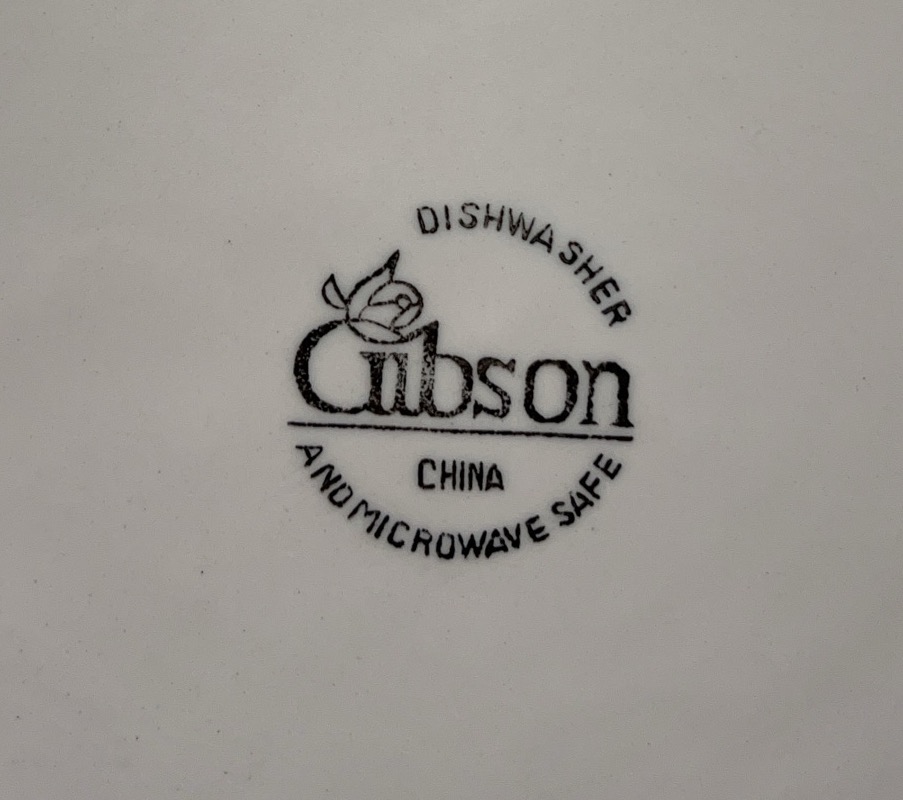 DISHWASHER
Gibson
CHINA
AND MICROWAVE SAFE